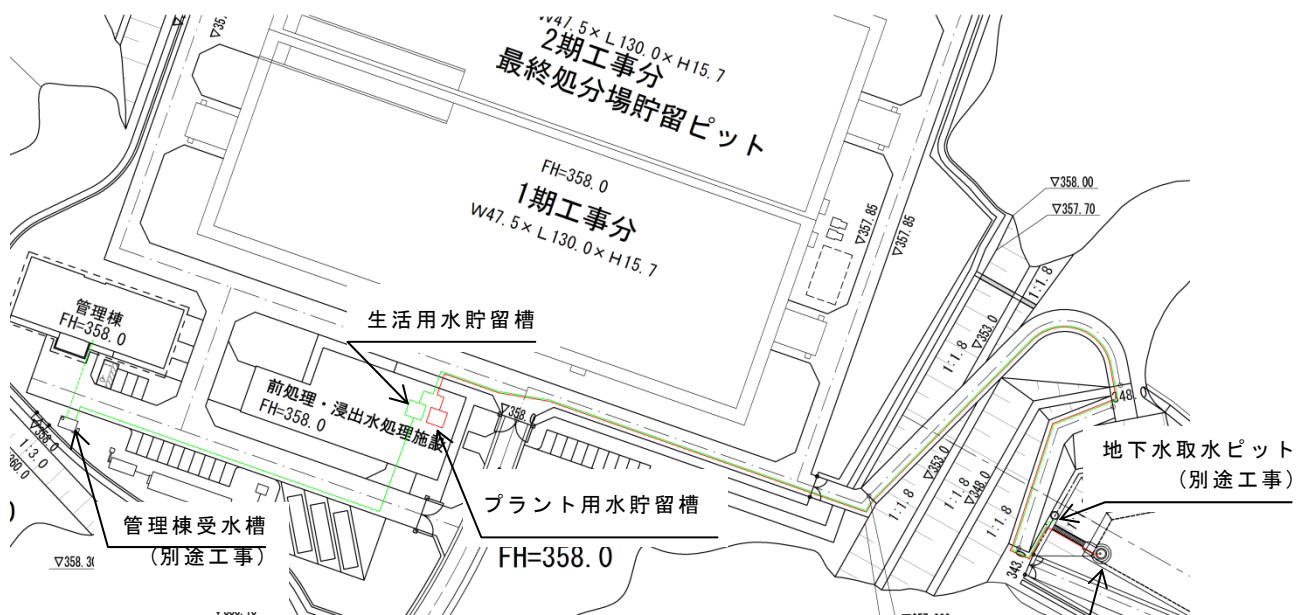 W47.5×L130.0×H15.7
2期工事分
最終処分場貯留ピット
FH=358.0
1期工事分
W47.5×L130.0×H15.7
▽357.85
▽357.85
▽358.00
▽357.70
1:1.8
▽353.0
1:1.8
管理棟
FH=358.0
生活用水貯留槽
前処理・浸出水処理施設
FH=358.0
▽358.0
348.0
▽353.0
1:1.8
▽348.0
1:1.8
1:1.8
地下水取水ピット
(別途工事)
343.
▽358.0
1:3.0
360.0
管理棟受水槽
(別途工事)
プラント用水貯留槽
FH=358.0
▽358.30